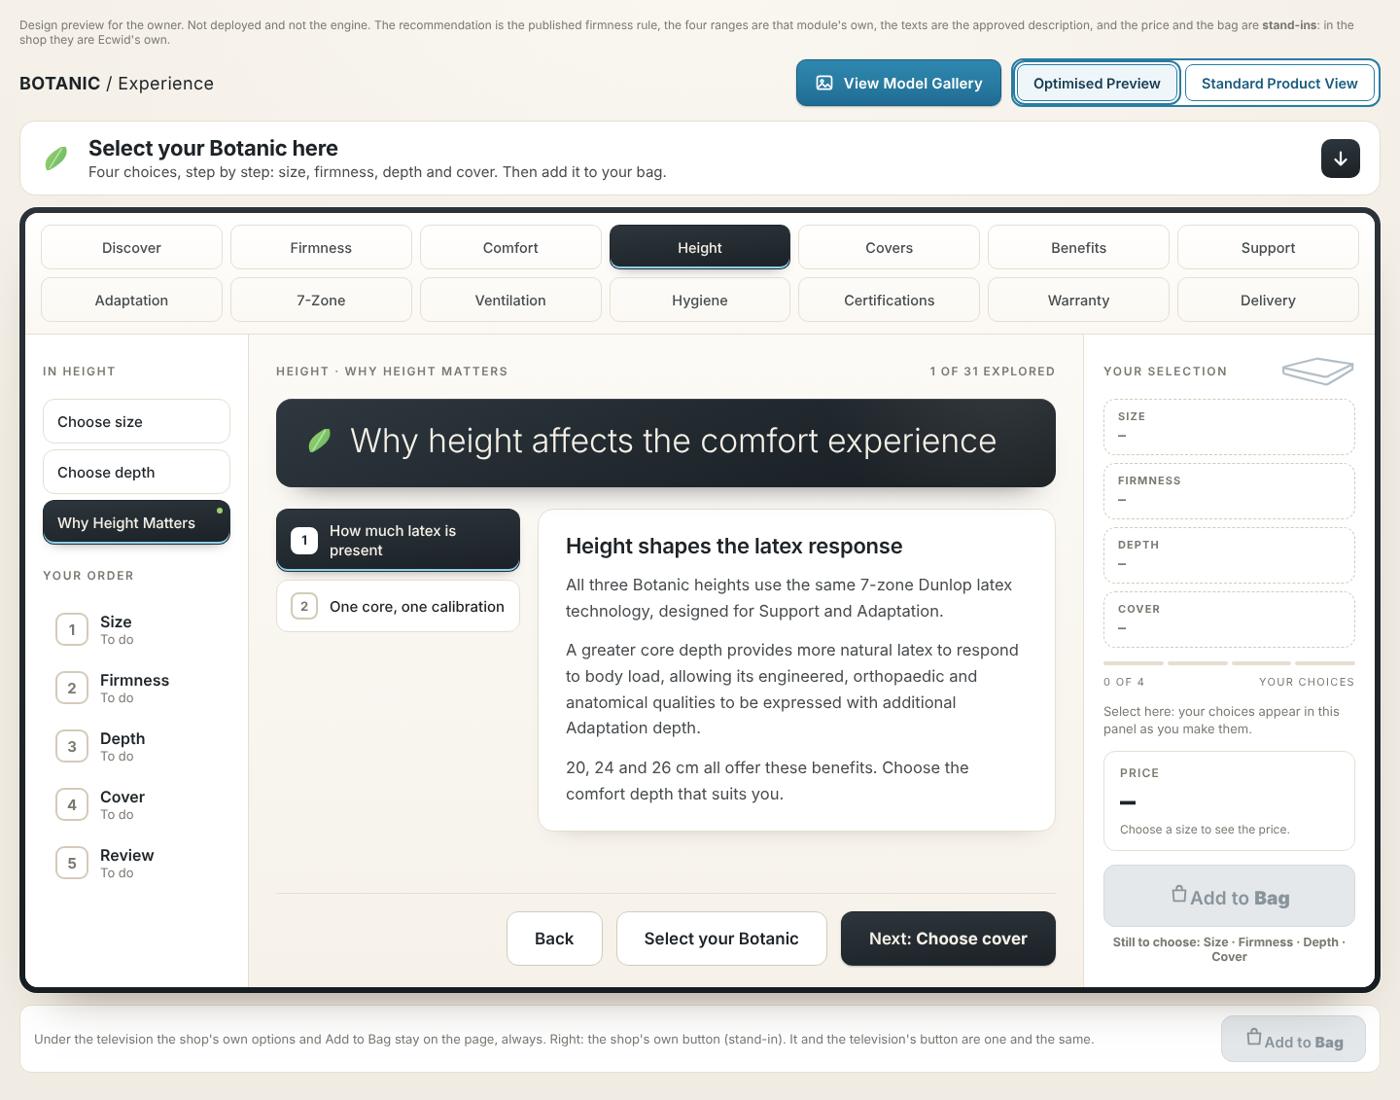 Design preview for the owner. Not deployed and not the engine. The recommendation is the published firmness rule, the four ranges are that module's own, the texts are the approved description, and the price and the bag are stand-ins: in the
shop they are Ecwid's own.
BOTANIC / Experience
View Model Gallery
Optimised Preview
Standard Product View
Select your Botanic here
Four choices, step by step: size, firmness, depth and cover. Then add it to your bag.
Discover
Firmness
Comfort
Height
Covers
Benefits
Support
Adaptation
7-Zone
Ventilation
Hygiene
Certifications
Warranty
Delivery
IN HEIGHT
Choose size
Choose depth
Why Height Matters
YOUR ORDER
1
Size
To do
2
Firmness
To do
3
Depth
To do
4
Cover
To do
5
Review
To do
HEIGHT · WHY HEIGHT MATTERS
1 OF 31 EXPLORED
Why height affects the comfort experience
1
How much latex is
present
2
One core, one calibration
Height shapes the latex response
All three Botanic heights use the same 7-zone Dunlop latex
technology, designed for Support and Adaptation.
A greater core depth provides more natural latex to respond
to body load, allowing its engineered, orthopaedic and
anatomical qualities to be expressed with additional
Adaptation depth.
20, 24 and 26 cm all offer these benefits. Choose the
comfort depth that suits you.
Back
Select your Botanic
Next: Choose cover
YOUR SELECTION
SIZE
–
FIRMNESS
–
DEPTH
–
COVER
–
0 OF 4
YOUR CHOICES
Select here: your choices appear in this
panel as you make them.
PRICE
–
Choose a size to see the price.
Add to Bag
Still to choose: Size · Firmness · Depth ·
Cover
Under the television the shop's own options and Add to Bag stay on the page, always. Right: the shop's own button (stand-in). It and the television's button are one and the same.
Add to Bag